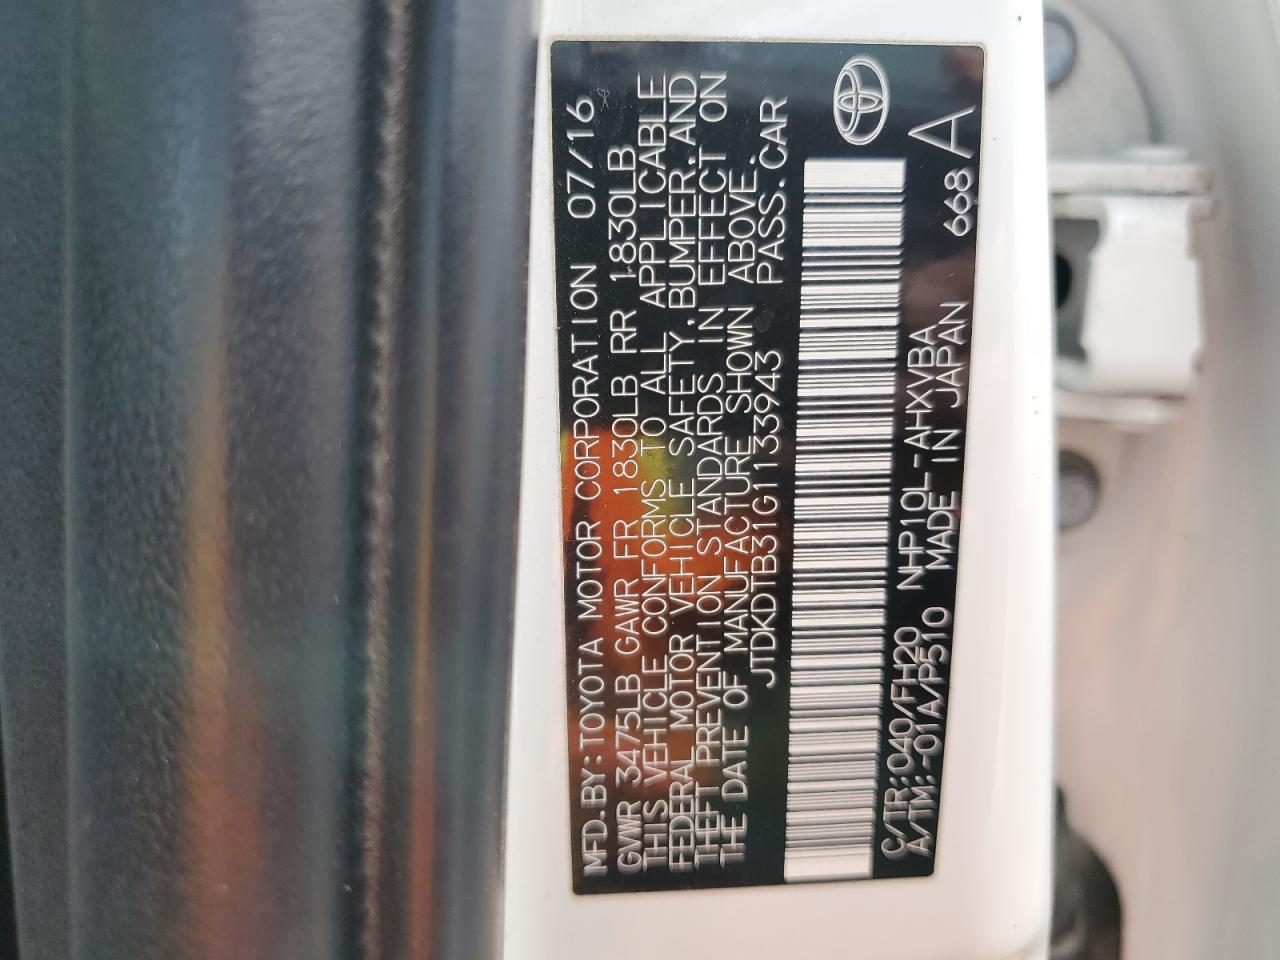 MFD.BY:TOYOTA MOTOR CORPORATION 07/16
GVWR 3475LB GAWR FR 1830LB RR 1830LB
THIS VEHICLE CONFORMS TO ALL APPLICABLE
FEDERAL MOTOR VEHICLE SAFETY, BUMPER, AND
THEFT PREVENTION STANDARDS IN EFFECT ON
THE DATE OF MANUFACTURE SHOWN ABOVE.
JTDKDTB31G1133943 PASS.CAR
C/TR:040/FH20 NHP10L-AHXVBA 668 A
A/TM:-01A/P510 MADE IN JAPAN